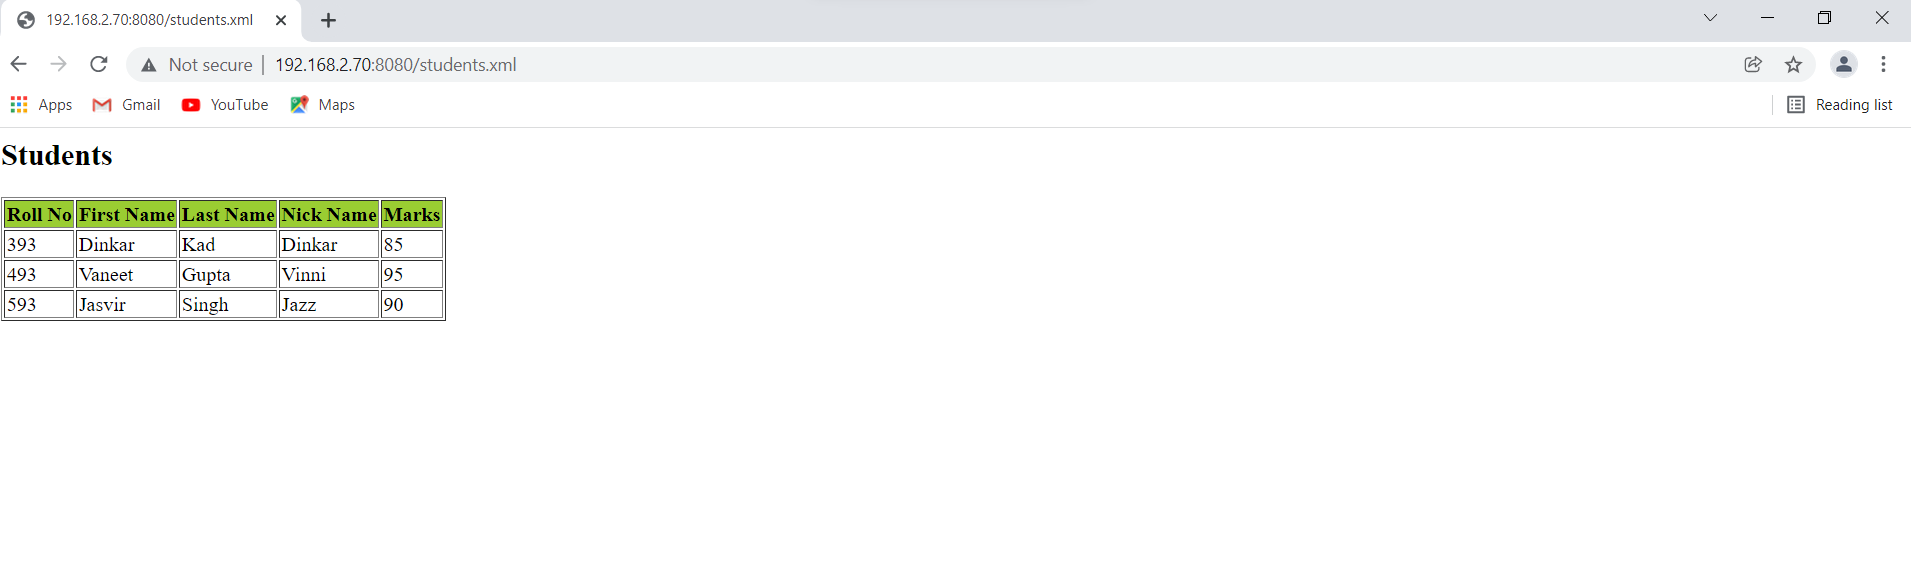 192.168.2.70:8080/students.xml
Not secure 192.168.2.70:8080/students.xml
Apps Gmail YouTube Maps Reading list
Students
Roll No First Name Last Name Nick Name Marks
393 Dinkar Kad Dinkar 85
493 Vaneet Gupta Vinni 95
593 Jasvir Singh Jazz 90